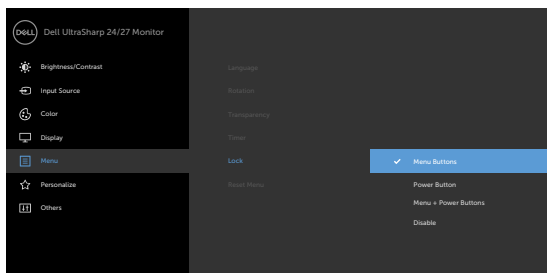 DELL Dell UltraSharp 24/27 Monitor
Brightness/Contrast
Input Source
Color
Display
Menu
Personalize
Others
Language
Rotation
Transparency
Timer
Lock
Reset Menu
Menu Buttons
Power Button
Menu + Power Buttons
Disable